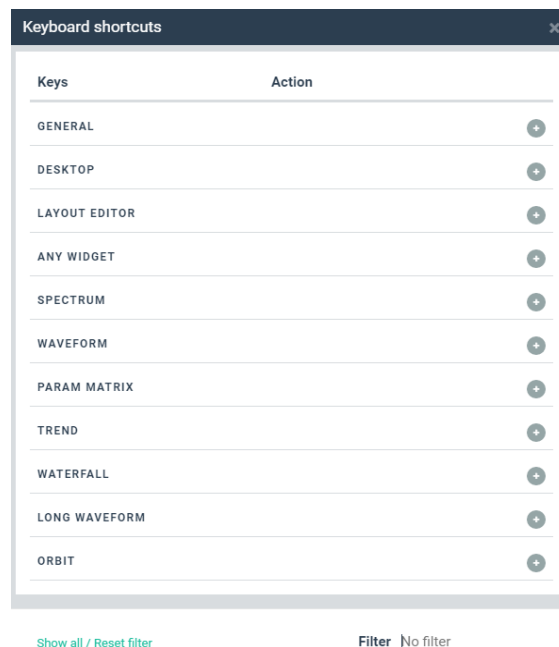 Keyboard shortcuts
Keys Action
GENERAL
DESKTOP
LAYOUT EDITOR
ANY WIDGET
SPECTRUM
WAVEFORM
PARAM MATRIX
TREND
WATERFALL
LONG WAVEFORM
ORBIT
Show all / Reset filter Filter No filter